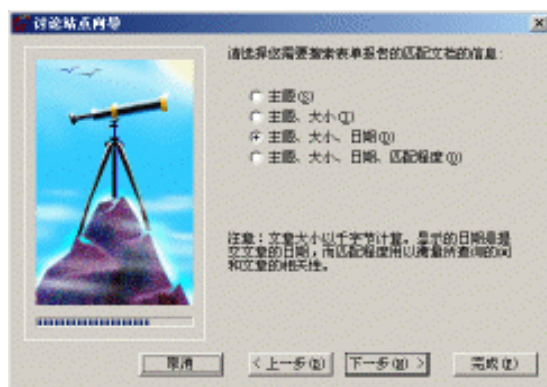 讨论站点向导
请选择您需要搜索表单报告的匹配文档的信息:
主题(S)
主题、大小(I)
主题、大小、日期(D)
主题、大小、日期、匹配程度(Q)
注意:文章大小以千字节计算。显示的日期是提
交文章的日期,而匹配程度用以衡量所查询的词
和文章的相关性。
取消
< 上一步(B)
下一步(N) >
完成(F)